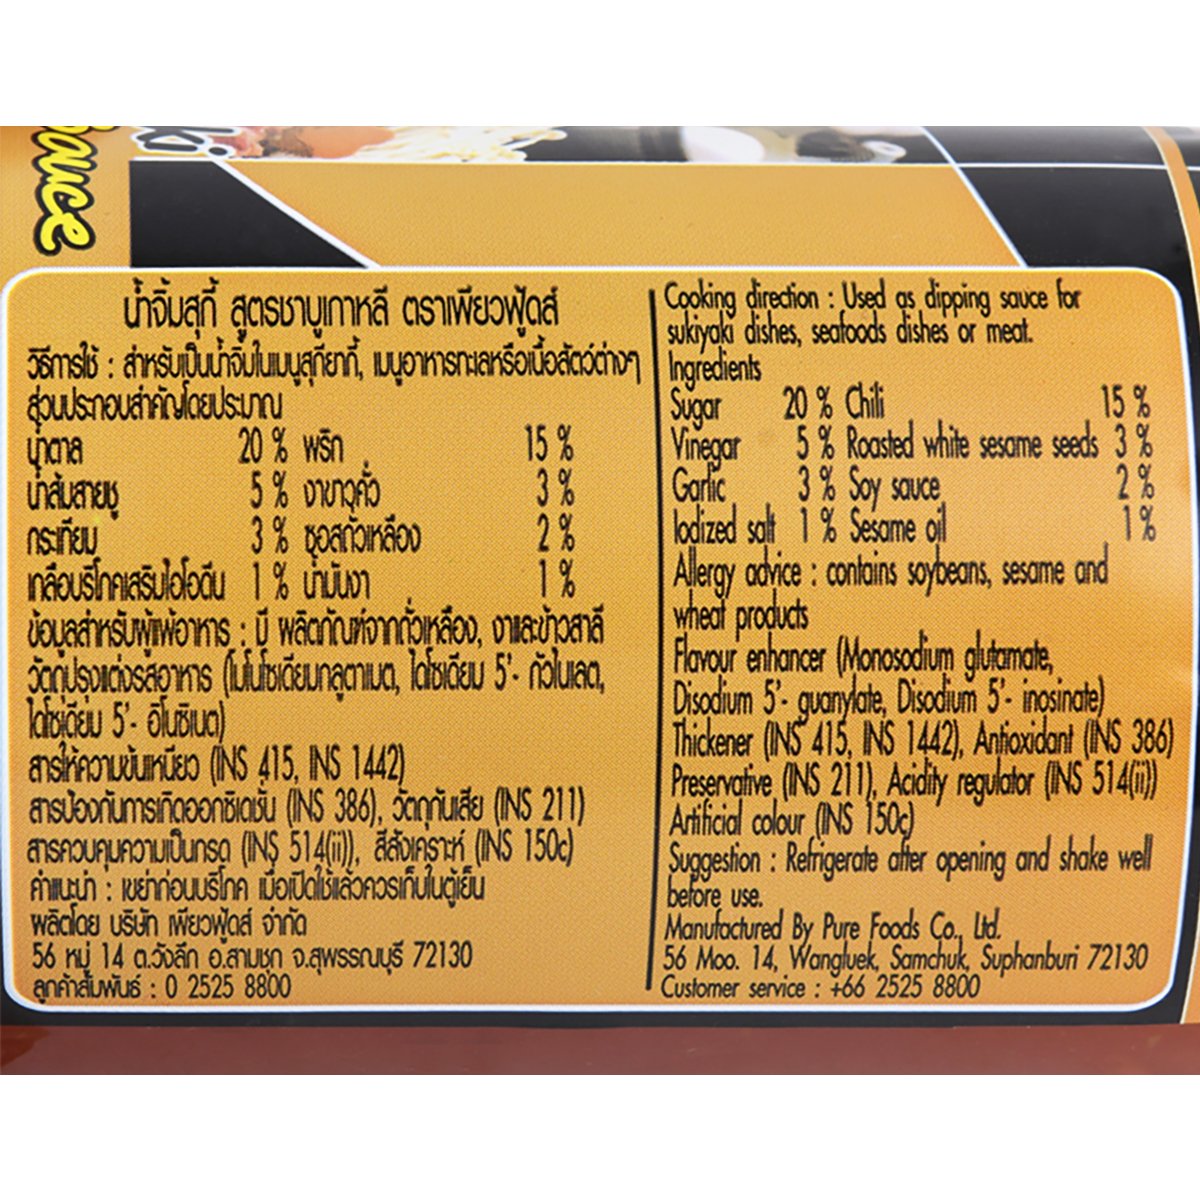 Sauce
ki
น้ำจิ้มสุกี้ สูตรชาบูเกาหลี ตราเพียวฟู้ดส์
วิธีการใช้ : สำหรับเป็นน้ำจิ้มในเมนูสุกียากี้, เมนูอาหารทะเลหรือเนื้อสัตว์ต่างๆ
ส่วนประกอบสำคัญโดยประมาณ
น้ำตาล 20 % พริก 15 %
น้ำส้มสายชู 5 % งาขาวคั่ว 3 %
กระเทียม 3 % ซอสถั่วเหลือง 2 %
เกลือบริโภคเสริมไอโอดีน 1 % น้ำมันงา 1 %
ข้อมูลสำหรับผู้แพ้อาหาร : มี ผลิตภัณฑ์จากถั่วเหลือง, งาและข้าวสาลี
วัตถุปรุงแต่งรสอาหาร (โมโนโซเดียมกลูตาเมต, ไดโซเดียม 5'- กัวไนเลต,
ไดโซเดียม 5'- อิโนซิเนต)
สารให้ความข้นเหนียว (INS 415, INS 1442)
สารป้องกันการเกิดออกซิเดชั่น (INS 386), วัตถุกันเสีย (INS 211)
สารควบคุมความเป็นกรด (INS 514(ii)), สีสังเคราะห์ (INS 150c)
คำแนะนำ : เขย่าก่อนบริโภค เมื่อเปิดใช้แล้วควรเก็บในตู้เย็น
ผลิตโดย บริษัท เพียวฟู้ดส์ จำกัด
56 หมู่ 14 ต.วังลึก อ.สามชุก จ.สุพรรณบุรี 72130
ลูกค้าสัมพันธ์ : 0 2525 8800
Cooking direction : Used as dipping sauce for
sukiyaki dishes, seafoods dishes or meat.
Ingredients
Sugar 20 % Chili 15 %
Vinegar 5 % Roasted white sesame seeds 3 %
Garlic 3 % Soy sauce 2 %
Iodized salt 1 % Sesame oil 1 %
Allergy advice : contains soybeans, sesame and
wheat products
Flavour enhancer (Monosodium glutamate,
Disodium 5'- guanylate, Disodium 5'- inosinate)
Thickener (INS 415, INS 1442), Antioxidant (INS 386)
Preservative (INS 211), Acidity regulator (INS 514(ii))
Artificial colour (INS 150c)
Suggestion : Refrigerate after opening and shake well
before use.
Manufactured By Pure Foods Co., Ltd.
56 Moo. 14, Wangluek, Samchuk, Suphanburi 72130
Customer service : +66 2525 8800